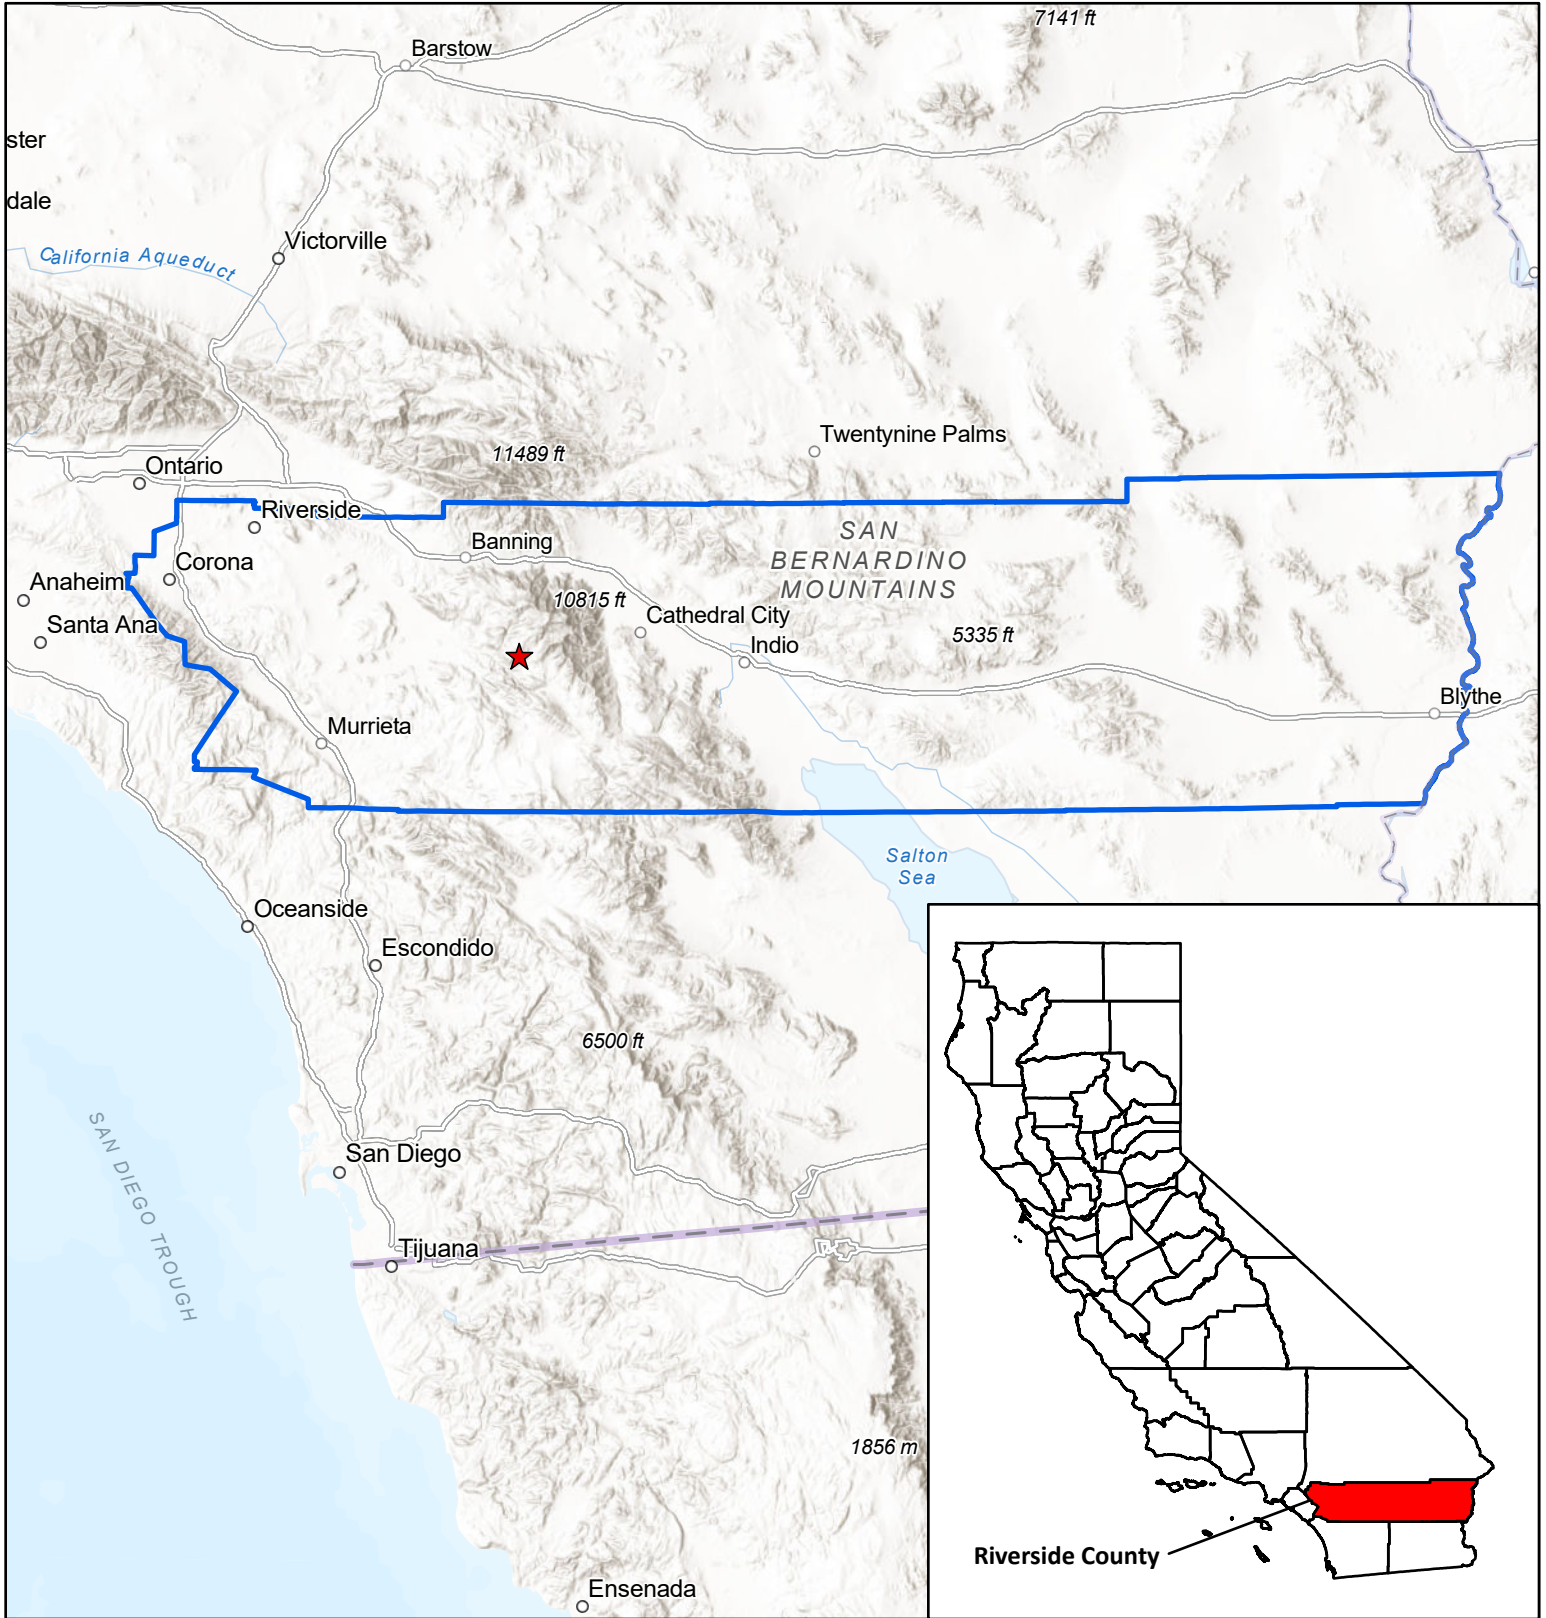 7141 ft
Barstow
ster
dale
Victorville
California Aqueduct
Twentynine Palms
11489 ft
Ontario
Riverside
SAN
BERNARDINO
MOUNTAINS
Banning
Corona
Anaheim
10815 ft
Cathedral City
Santa Ana
5335 ft
Indio
Blythe
Murrieta
Salton
Sea
Oceanside
Escondido
6500 ft
SAN DIEGO TROUGH
San Diego
Tijuana
1856 m
Riverside County
Ensenada